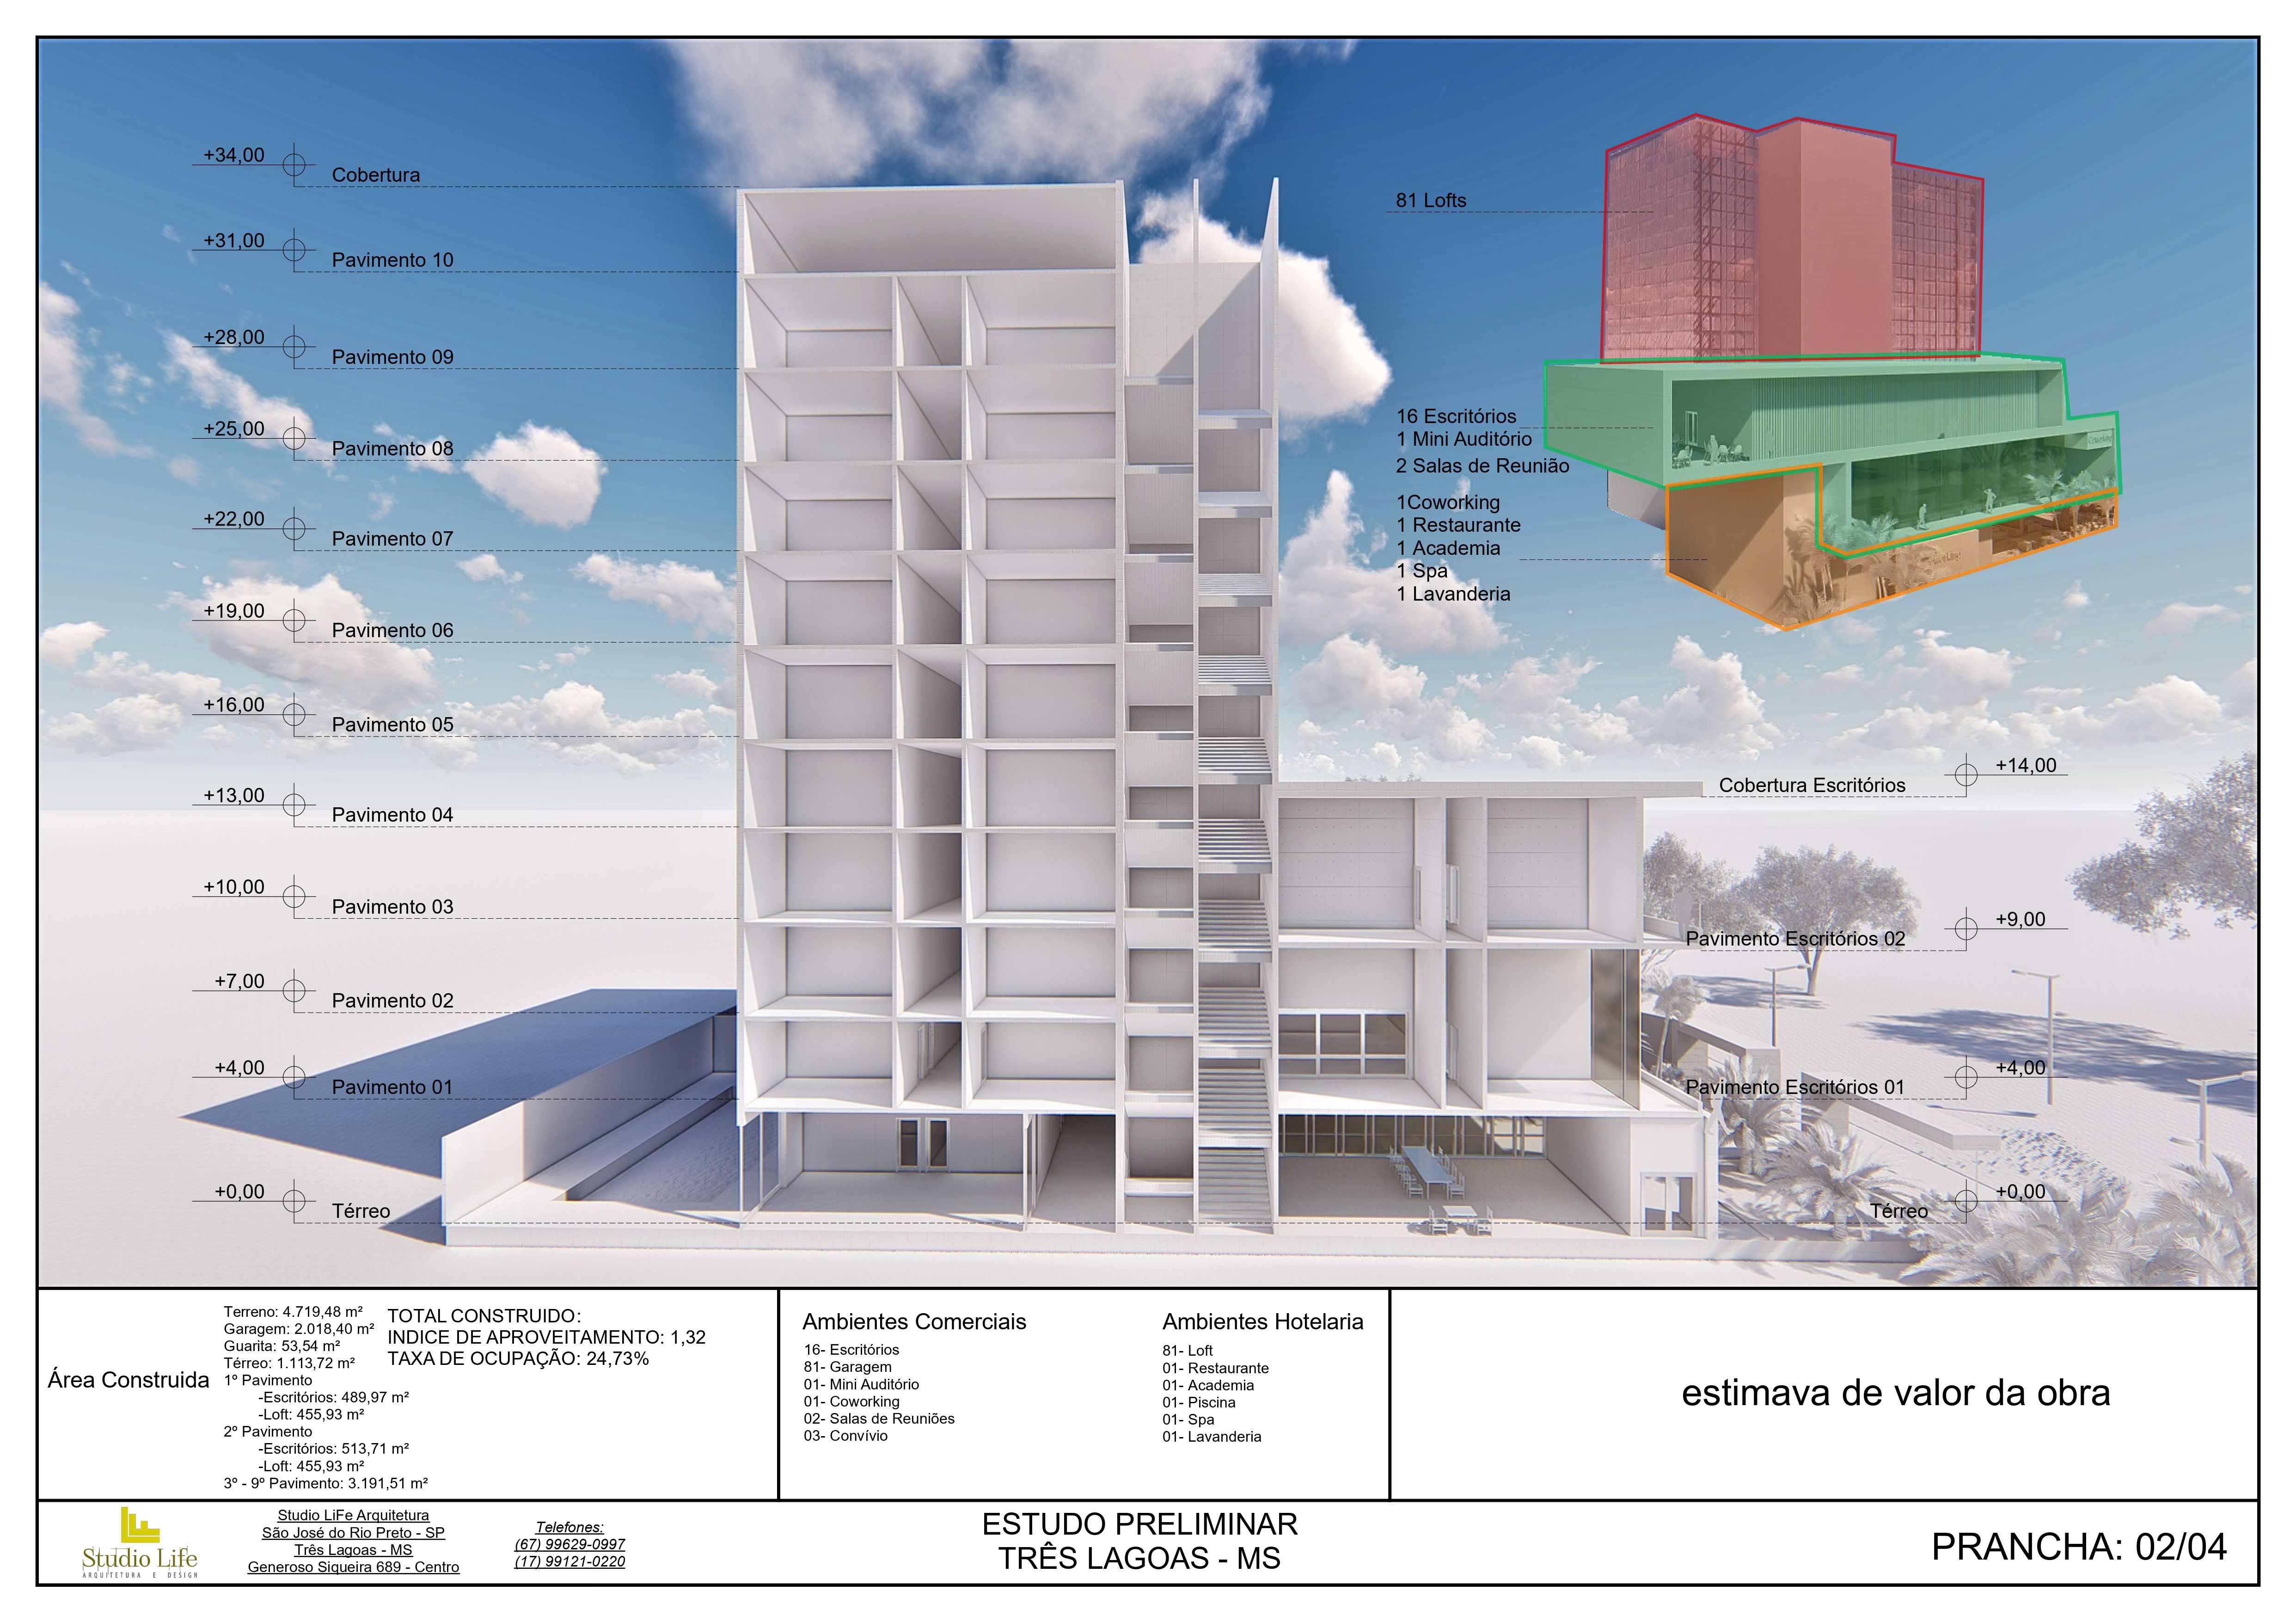 +34,00
Cobertura
+31,00
Pavimento 10
+28,00
Pavimento 09
+25,00
Pavimento 08
+22,00
Pavimento 07
+19,00
Pavimento 06
+16,00
Pavimento 05
+13,00
Pavimento 04
+10,00
Pavimento 03
+7,00
Pavimento 02
+4,00
Pavimento 01
+0,00
Térreo
81 Lofts
16 Escritórios
1 Mini Auditório
2 Salas de Reunião
1Coworking
1 Restaurante
1 Academia
1 Spa
1 Lavanderia
+14,00
Cobertura Escritórios
+9,00
Pavimento Escritórios 02
+4,00
Pavimento Escritórios 01
+0,00
Térreo
Área Construida
Terreno: 4.719,48 m²
Garagem: 2.018,40 m²
Guarita: 53,54 m²
Térreo: 1.113,72 m²
1º Pavimento
-Escritórios: 489,97 m²
-Loft: 455,93 m²
2º Pavimento
-Escritórios: 513,71 m²
-Loft: 455,93 m²
3º - 9º Pavimento: 3.191,51 m²
TOTAL CONSTRUIDO:
INDICE DE APROVEITAMENTO: 1,32
TAXA DE OCUPAÇÃO: 24,73%
Ambientes Comerciais
16- Escritórios
81- Garagem
01- Mini Auditório
01- Coworking
02- Salas de Reuniões
03- Convívio
Ambientes Hotelaria
81- Loft
01- Restaurante
01- Academia
01- Piscina
01- Spa
01- Lavanderia
estimava de valor da obra
Studio Life
ARQUITETURA E DESIGN
Studio LiFe Arquitetura
São José do Rio Preto - SP
Três Lagoas - MS
Generoso Siqueira 689 - Centro
Telefones:
(67) 99629-0997
(17) 99121-0220
ESTUDO PRELIMINAR
TRÊS LAGOAS - MS
PRANCHA: 02/04